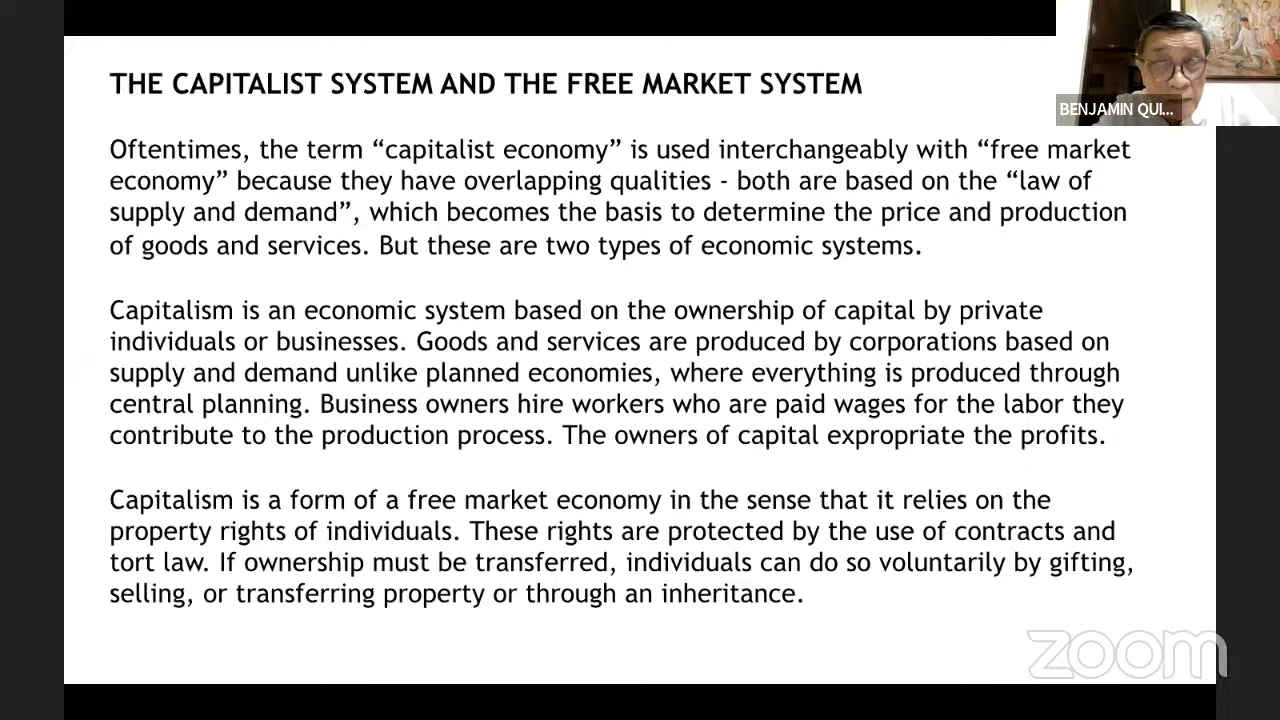 THE CAPITALIST SYSTEM AND THE FREE MARKET SYSTEM
BENJAMIN QUI...
Oftentimes, the term “capitalist economy” is used interchangeably with “free market
economy” because they have overlapping qualities - both are based on the “law of
supply and demand”, which becomes the basis to determine the price and production
of goods and services. But these are two types of economic systems.
Capitalism is an economic system based on the ownership of capital by private
individuals or businesses. Goods and services are produced by corporations based on
supply and demand unlike planned economies, where everything is produced through
central planning. Business owners hire workers who are paid wages for the labor they
contribute to the production process. The owners of capital expropriate the profits.
Capitalism is a form of a free market economy in the sense that it relies on the
property rights of individuals. These rights are protected by the use of contracts and
tort law. If ownership must be transferred, individuals can do so voluntarily by gifting,
selling, or transferring property or through an inheritance.
zoom